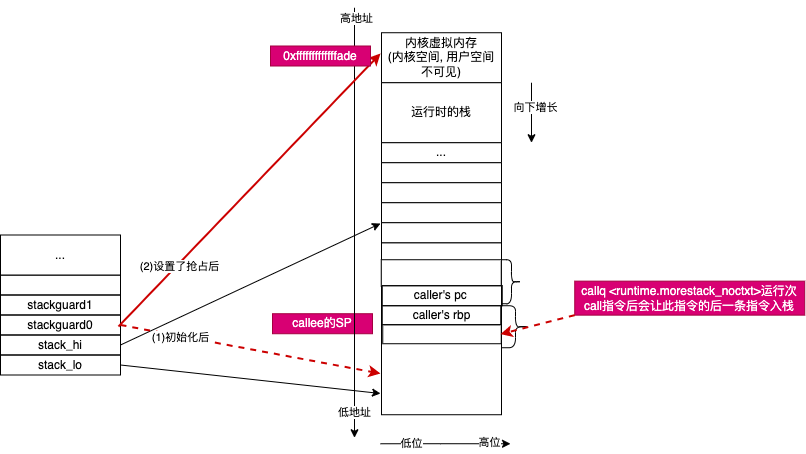 高地址
0xfffffffffffffade
内核虚拟内存
(内核空间, 用户空间
不可见)
运行时的栈
向下增长
...
...
(2)设置了抢占后
stackguard1
stackguard0
stack_hi
stack_lo
(1)初始化后
callee的SP
caller's pc
caller's rbp
callq <runtime.morestack_noctxt>运行次
call指令后会让此指令的后一条指令入栈
低地址
低位
高位